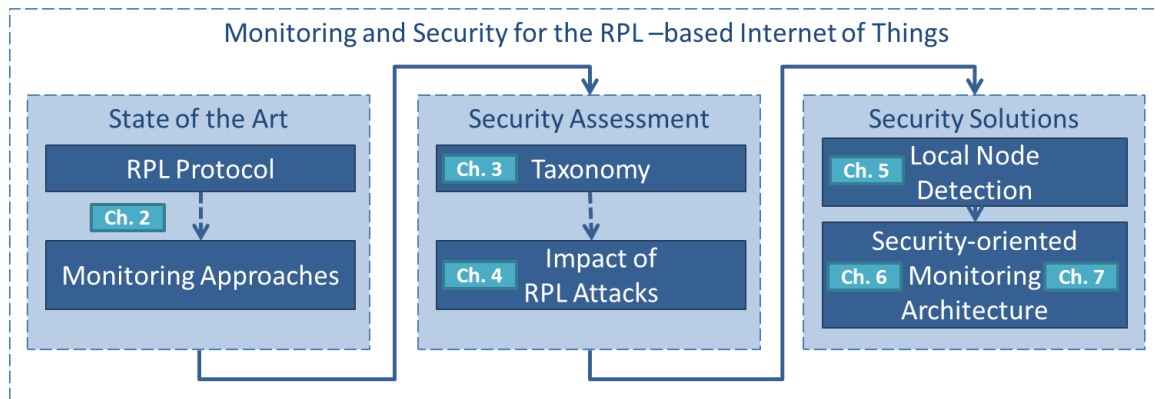 Monitoring and Security for the RPL –based Internet of Things
State of the Art
RPL Protocol
Ch. 2
Monitoring Approaches
Security Assessment
Ch. 3
Taxonomy
Ch. 4
Impact of
RPL Attacks
Security Solutions
Ch. 5
Local Node
Detection
Security-oriented
Ch. 6 Monitoring Ch. 7
Architecture